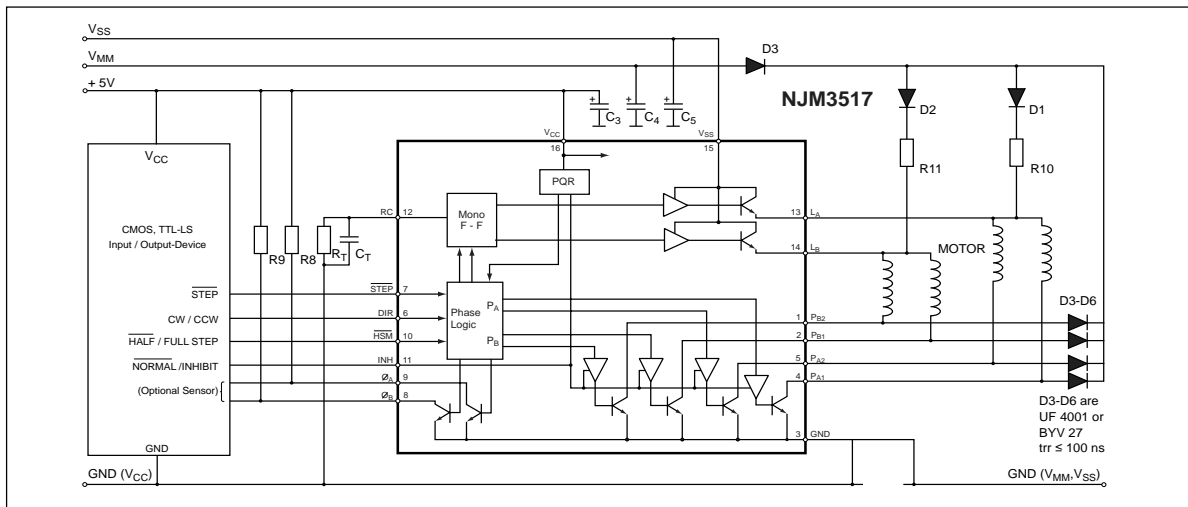 VSS
VMM
+ 5V
D3
NJM3517
D2
D1
R11
R10
+
C3
+
C4
+
C5
VCC
16
VSS
15
PQR
VCC
CMOS, TTL-LS
Input / Output-Device
R9
R8
RT
CT
RC
12
Mono
F - F
13
LA
14
LB
MOTOR
STEP
STEP
7
CW / CCW
DIR
6
HALF / FULL STEP
HSM
10
NORMAL /INHIBIT
INH
11
(Optional Sensor)
ØA
9
ØB
8
Phase
Logic
PA
PB
1
PB2
2
PB1
5
PA2
4
PA1
3
GND
D3-D6
D3-D6 are
UF 4001 or
BYV 27
trr ≤ 100 ns
GND
GND (VCC)
GND (VMM,VSS)